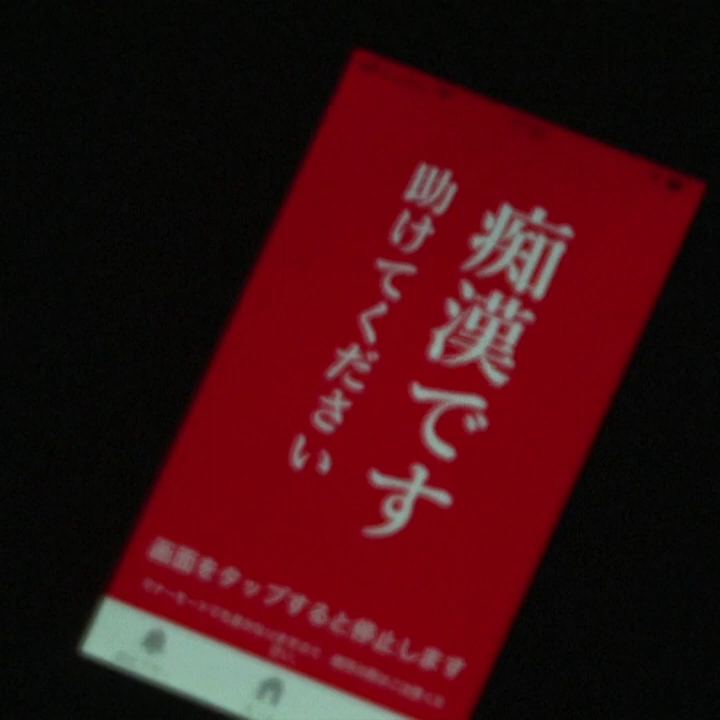 痴漢です
助けてください
画面をタップすると停止します